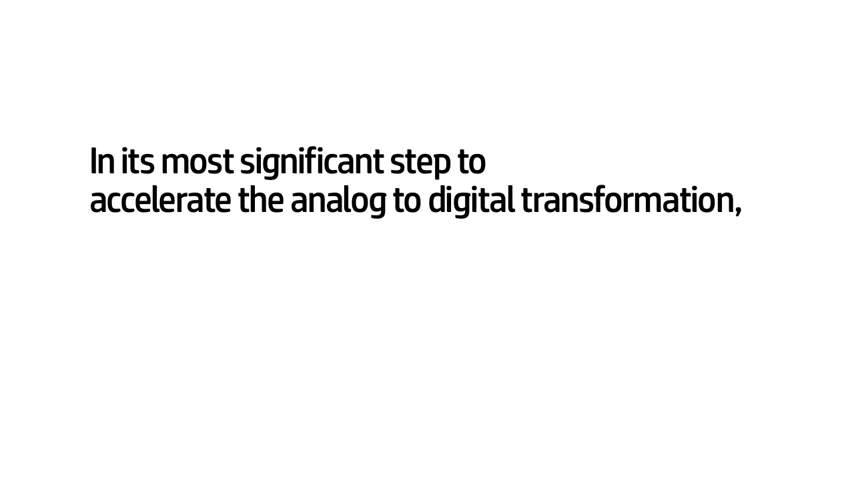 In its most significant step to
accelerate the analog to digital transformation,